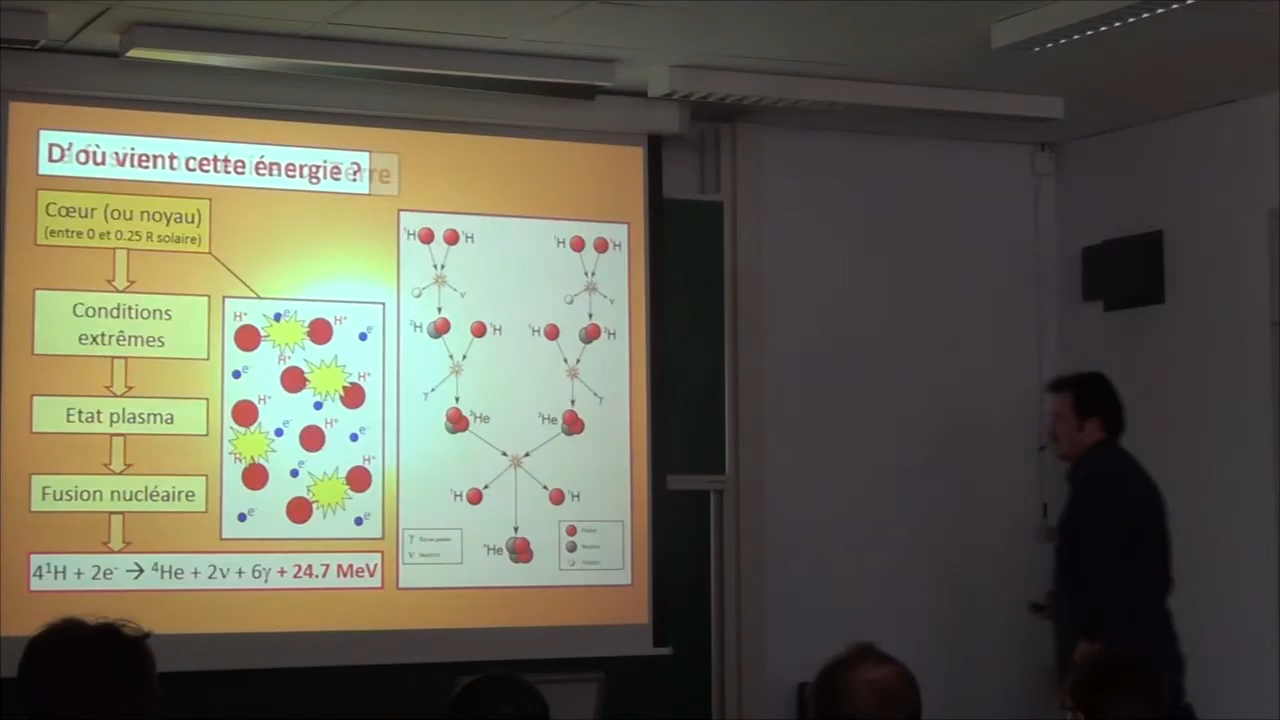 D'où vient cette énergie ?
Cœur (ou noyau)
(entre 0 et 0.25 R solaire)
Conditions
extrêmes
Etat plasma
Fusion nucléaire
4¹H + 2e⁻ → ⁴He + 2ν + 6γ + 24.7 MeV
H⁺
e⁻
H⁺
e⁻
H⁺
e⁻
H⁺
H⁺
H⁺
e⁻
e⁻
e⁻
H⁺
e⁻
e⁻
¹H
¹H
¹H
¹H
ν
ν
²H
¹H
¹H
²H
γ
γ
³He
³He
¹H
¹H
⁴He
γ
ν
Proton
Neutron